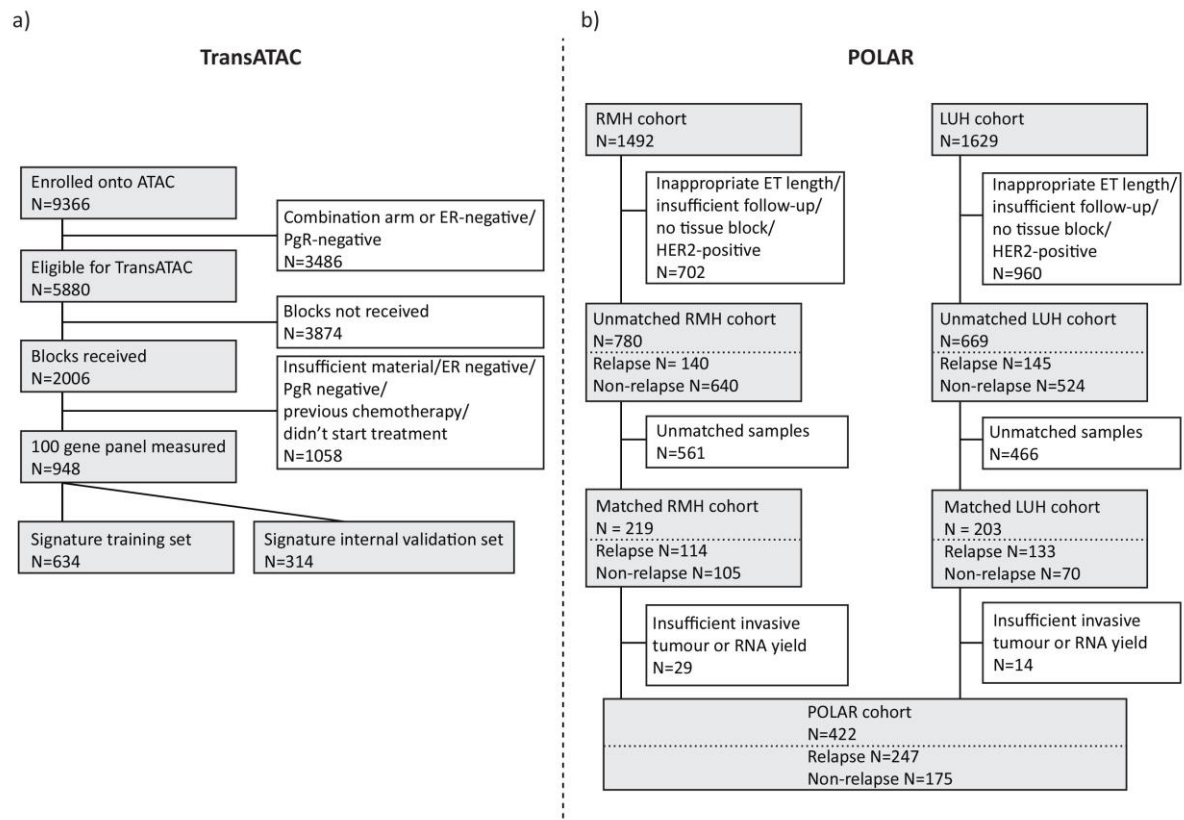 a)
TransATAC
Enrolled onto ATAC
N=9366
Combination arm or ER-negative/
PgR-negative
N=3486
Eligible for TransATAC
N=5880
Blocks not received
N=3874
Blocks received
N=2006
Insufficient material/ER negative/
PgR negative/
previous chemotherapy/
didn't start treatment
N=1058
100 gene panel measured
N=948
Signature training set
N=634
Signature internal validation set
N=314
b)
POLAR
RMH cohort
N=1492
Inappropriate ET length/
insufficient follow-up/
no tissue block/
HER2-positive
N=702
Unmatched RMH cohort
N=780
Relapse N= 140
Non-relapse N=640
Unmatched samples
N=561
Matched RMH cohort
N = 219
Relapse N=114
Non-relapse N=105
Insufficient invasive
tumour or RNA yield
N=29
LUH cohort
N=1629
Inappropriate ET length/
insufficient follow-up/
no tissue block/
HER2-positive
N=960
Unmatched LUH cohort
N=669
Relapse N=145
Non-relapse N=524
Unmatched samples
N=466
Matched LUH cohort
N = 203
Relapse N=133
Non-relapse N=70
Insufficient invasive
tumour or RNA yield
N=14
POLAR cohort
N=422
Relapse N=247
Non-relapse N=175